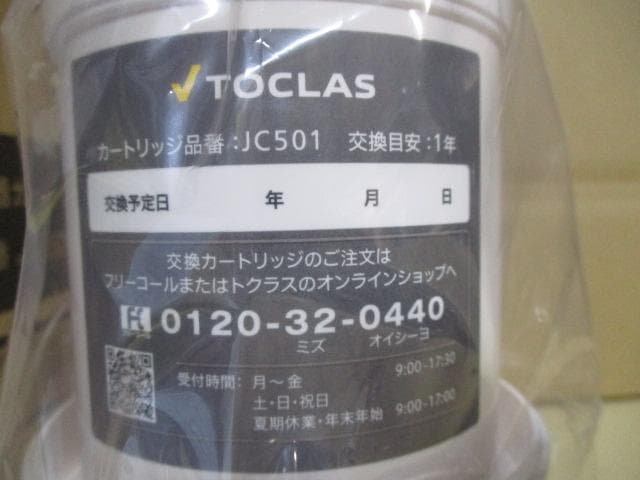 TOCLAS
カートリッジ品番:JC501 交換目安:1年
交換予定日 年 月 日
交換カートリッジのご注文は
フリーコールまたはトクラスのオンラインショップへ
0120-32-0440
ミズ オイシーヨ
受付時間: 月～金 9:00-17:30
土・日・祝日
夏期休業・年末年始 9:00-17:00